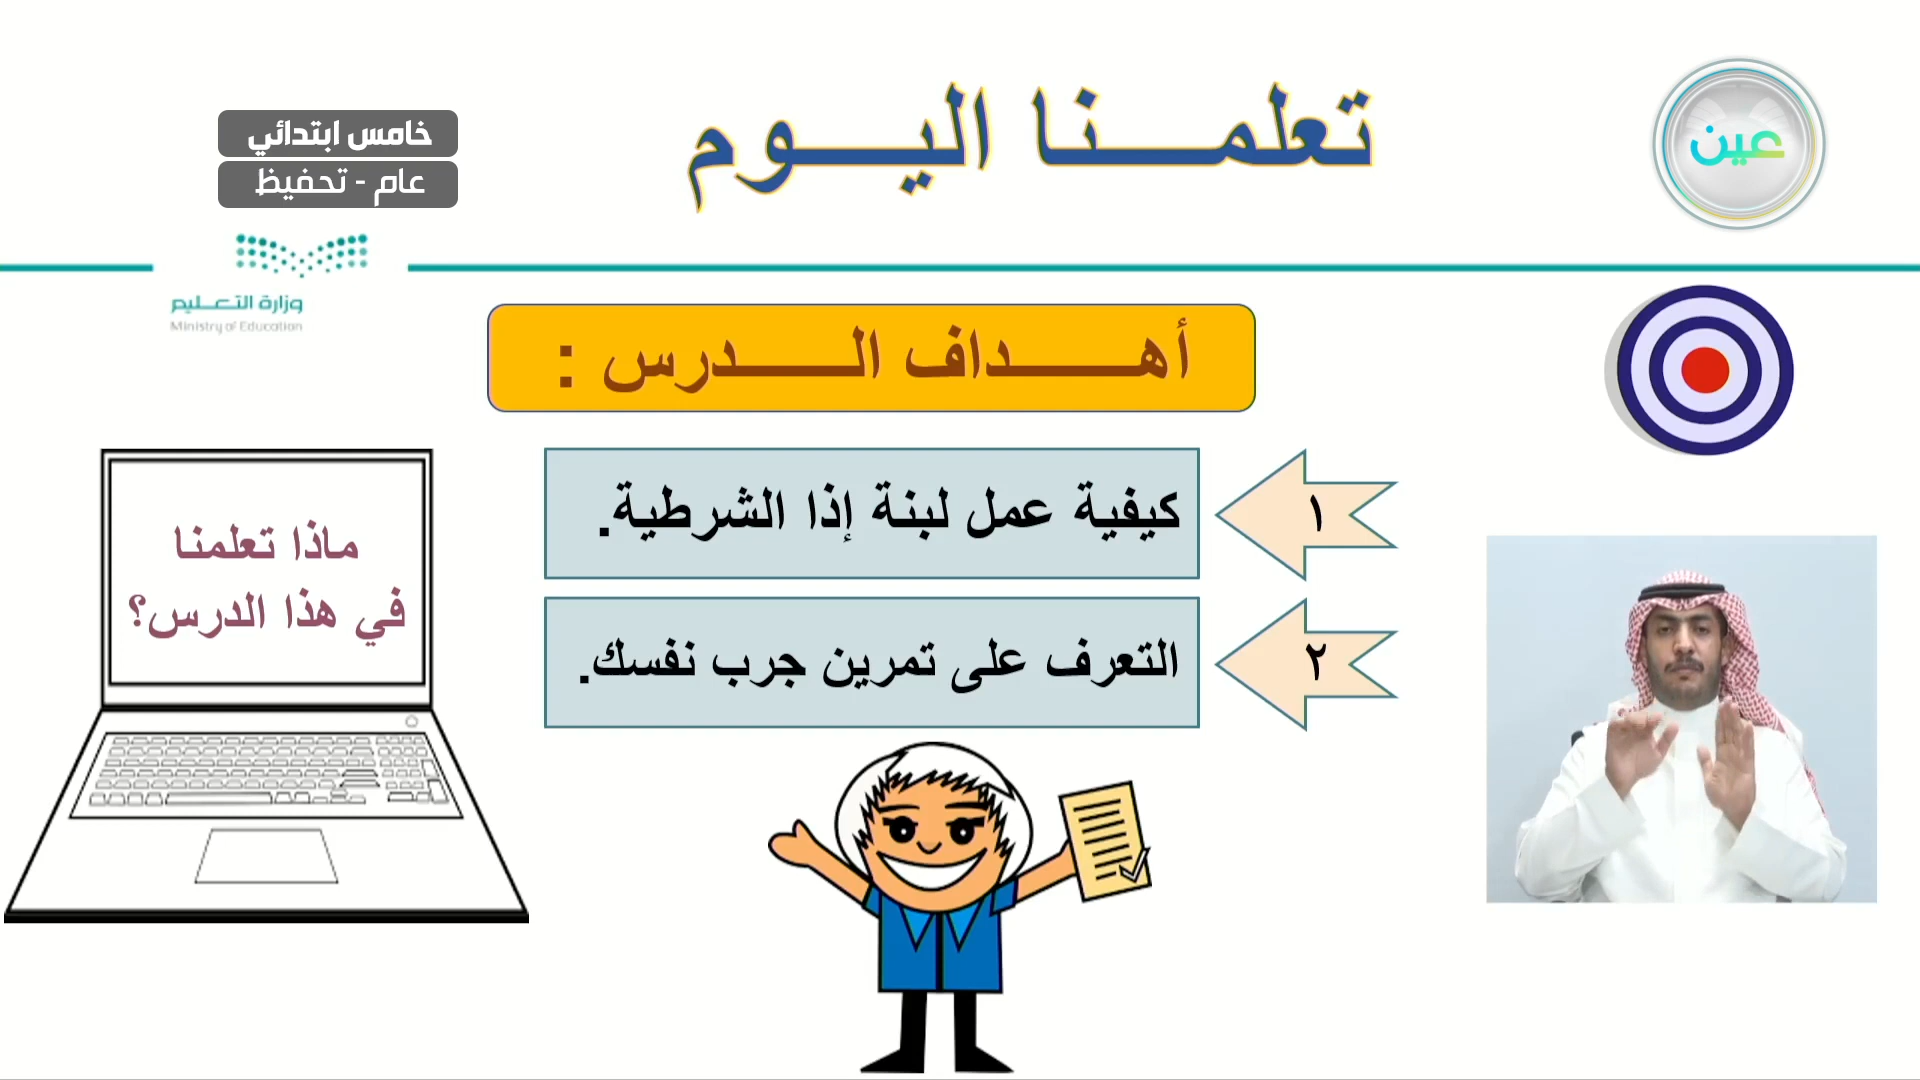 تعلمنا اليوم
عين
خامس ابتدائي
عام - تحفيظ
وزارة التعليم
Ministry of Education
أهداف الدرس :
١
كيفية عمل لبنة إذا الشرطية.
٢
التعرف على تمرين جرب نفسك.
ماذا تعلمنا
في هذا الدرس؟